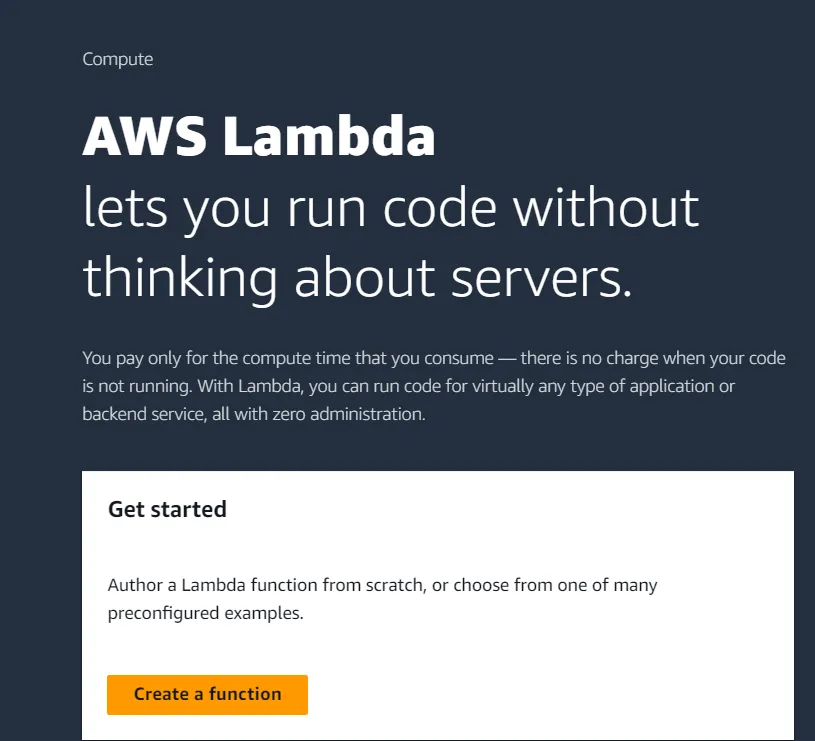 Compute
AWS Lambda
lets you run code without
thinking about servers.
You pay only for the compute time that you consume — there is no charge when your code
is not running. With Lambda, you can run code for virtually any type of application or
backend service, all with zero administration.
Get started
Author a Lambda function from scratch, or choose from one of many
preconfigured examples.
Create a function